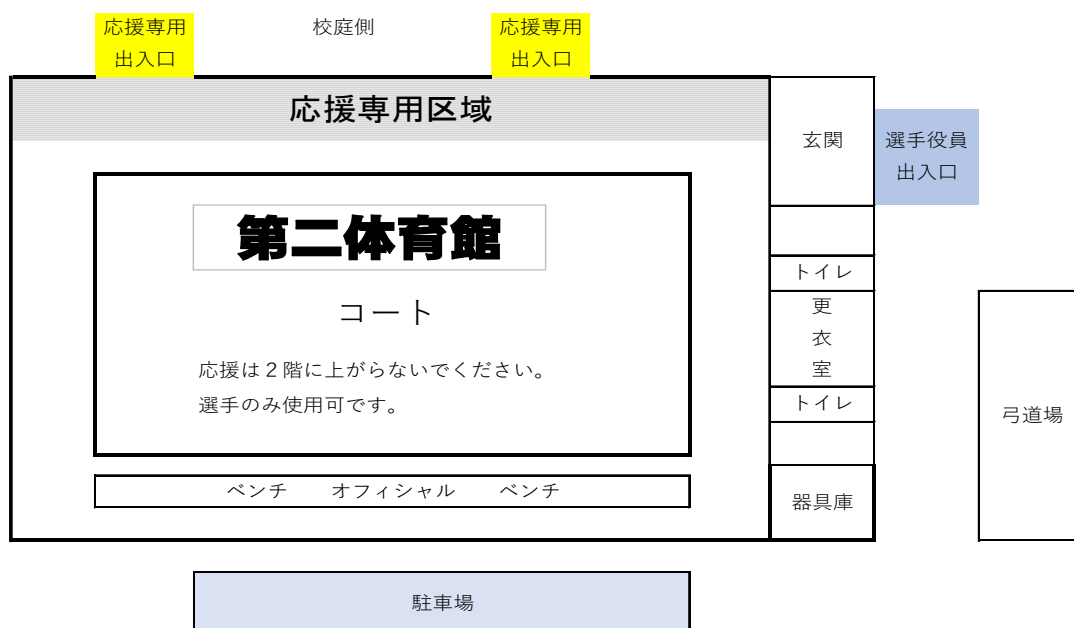 応援専用
出入口
校庭側
応援専用
出入口
応援専用区域
玄関
選手役員
出入口
第二体育館
コート
応援は２階に上がらないでください。
選手のみ使用可です。
トイレ
更
衣
室
トイレ
弓道場
ベンチ オフィシャル ベンチ
器具庫
駐車場